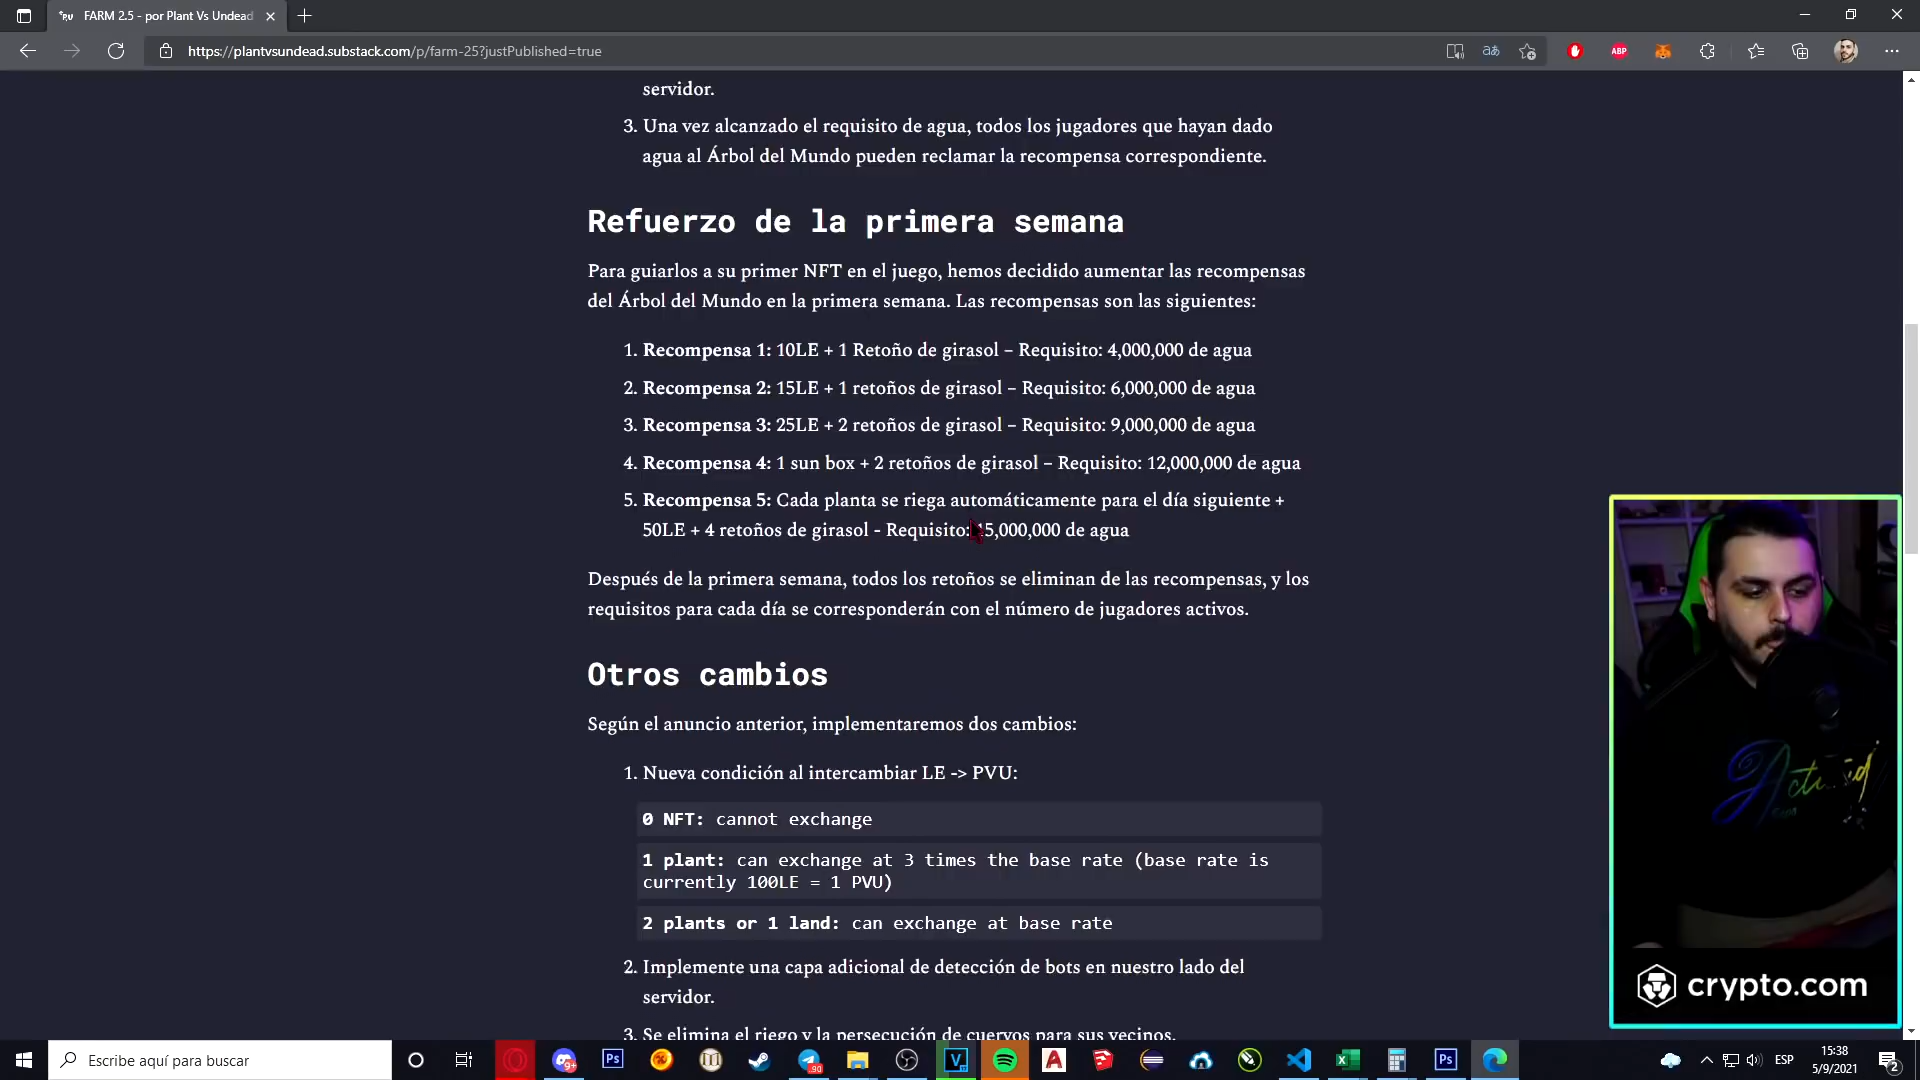 FARM 2.5 - por Plant Vs Undead
https://plantvsundead.substack.com/p/farm-25?justPublished=true
servidor.
3. Una vez alcanzado el requisito de agua, todos los jugadores que hayan dado
agua al Árbol del Mundo pueden reclamar la recompensa correspondiente.
Refuerzo de la primera semana
Para guiarlos a su primer NFT en el juego, hemos decidido aumentar las recompensas
del Árbol del Mundo en la primera semana. Las recompensas son las siguientes:
1. Recompensa 1: 10LE + 1 Retoño de girasol – Requisito: 4,000,000 de agua
2. Recompensa 2: 15LE + 1 retoños de girasol – Requisito: 6,000,000 de agua
3. Recompensa 3: 25LE + 2 retoños de girasol – Requisito: 9,000,000 de agua
4. Recompensa 4: 1 sun box + 2 retoños de girasol – Requisito: 12,000,000 de agua
5. Recompensa 5: Cada planta se riega automáticamente para el día siguiente +
50LE + 4 retoños de girasol - Requisito: 15,000,000 de agua
Después de la primera semana, todos los retoños se eliminan de las recompensas, y los
requisitos para cada día se corresponderán con el número de jugadores activos.
Otros cambios
Según el anuncio anterior, implementaremos dos cambios:
1. Nueva condición al intercambiar LE -> PVU:
0 NFT: cannot exchange
1 plant: can exchange at 3 times the base rate (base rate is
currently 100LE = 1 PVU)
2 plants or 1 land: can exchange at base rate
2. Implemente una capa adicional de detección de bots en nuestro lado del
servidor.
3. Se elimina el riego y la persecución de cuervos para sus vecinos.
crypto.com
Escribe aquí para buscar
ESP
15:38
5/9/2021